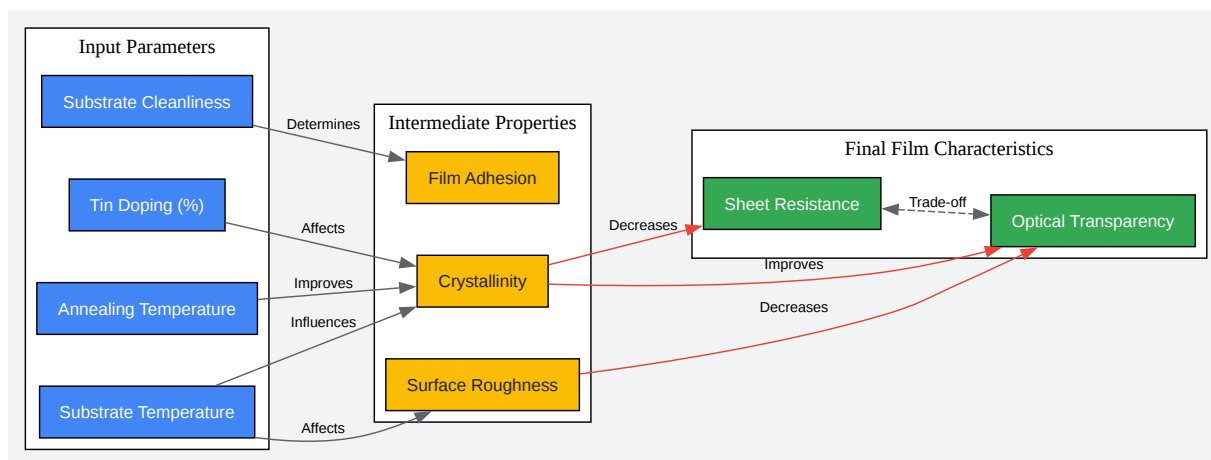 Input Parameters
Substrate Cleanliness
Tin Doping (%)
Annealing Temperature
Substrate Temperature
Determines
Affects
Improves
Influences
Affects
Intermediate Properties
Film Adhesion
Crystallinity
Surface Roughness
Decreases
Improves
Decreases
Final Film Characteristics
Sheet Resistance
Trade-off
Optical Transparency